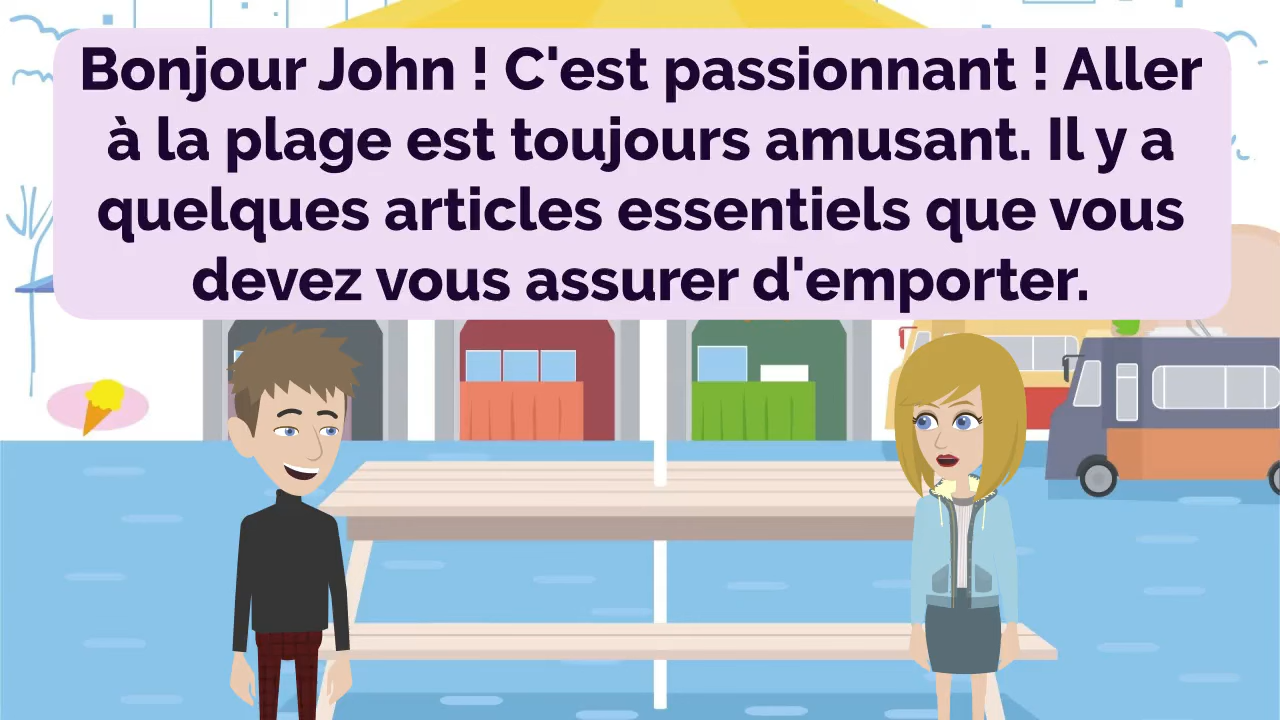 Bonjour John ! C'est passionnant ! Aller
à la plage est toujours amusant. Il y a
quelques articles essentiels que vous
devez vous assurer d'emporter.